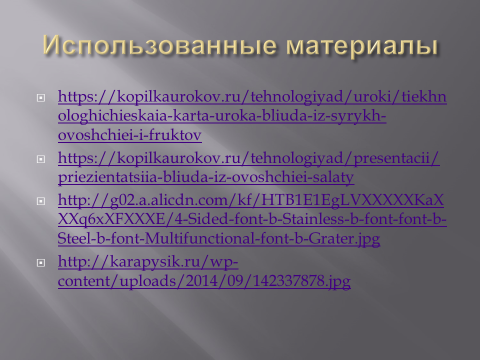 Использованные материалы
https://kopilkaurokov.ru/tehnologiyad/uroki/tiekhn
ologhichieskaia-karta-uroka-bliuda-iz-syrykh-
ovoshchiei-i-fruktov
https://kopilkaurokov.ru/tehnologiyad/presentacii/
priezientatsiia-bliuda-iz-ovoshchiei-salaty
http://g02.a.alicdn.com/kf/HTB1E1EgLVXXXXXKaX
XXq6xXFXXXE/4-Sided-font-b-Stainless-b-font-font-b-
Steel-b-font-Multifunctional-font-b-Grater.jpg
http://karapysik.ru/wp-
content/uploads/2014/09/142337878.jpg